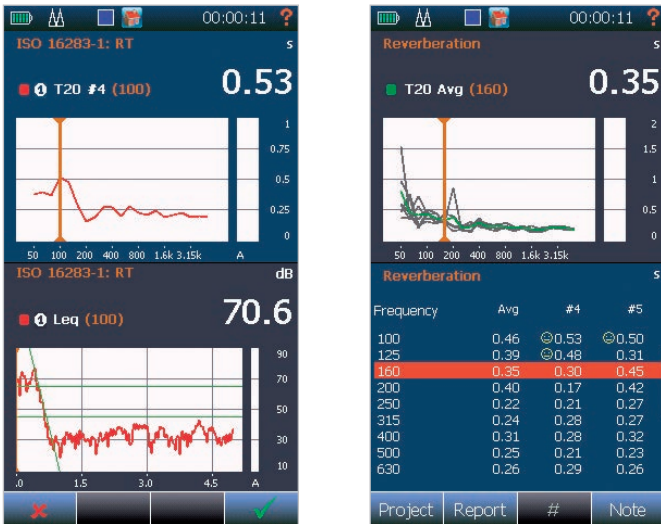 00:00:11 ?
ISO 16283-1: RT s
1 T20 #4 (100) 0.53
1
0.75
0.5
0.25
0
50 100 200 400 800 1.6k 3.15k A
ISO 16283-1: RT dB
1 Leq (100) 70.6
90
70
50
30
10
.0 1.5 3.0 4.5 A
00:00:11 ?
Reverberation s
T20 Avg (160) 0.35
2
1.5
1
0.5
0
50 100 200 400 800 1.6k 3.15k
Reverberation s
Frequency Avg #4 #5
100 0.46 0.53 0.50
125 0.39 0.48 0.31
160 0.35 0.30 0.45
200 0.40 0.17 0.42
250 0.22 0.21 0.27
315 0.24 0.28 0.27
400 0.31 0.28 0.32
500 0.25 0.21 0.23
630 0.26 0.29 0.26
Project Report # Note